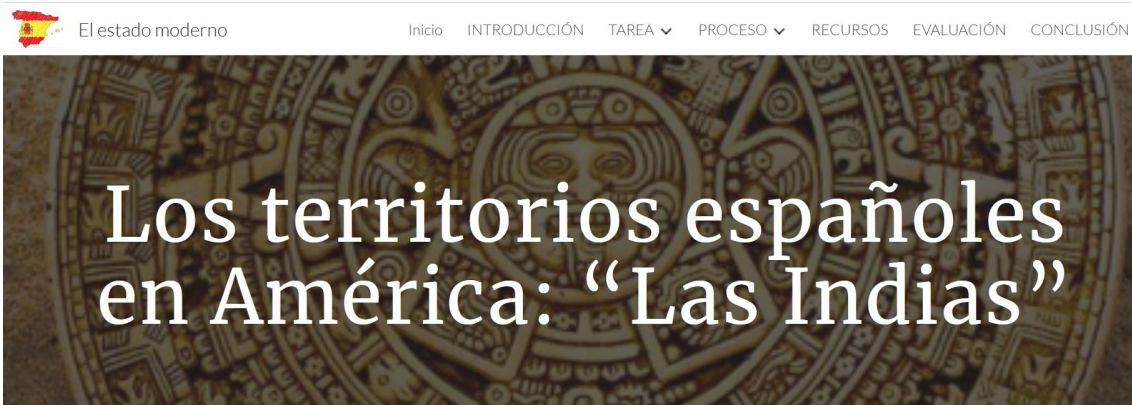 El estado moderno Inicio INTRODUCCIÓN TAREA PROCESO RECURSOS EVALUACIÓN CONCLUSIÓN
Los territorios españoles
en América: “Las Indias”